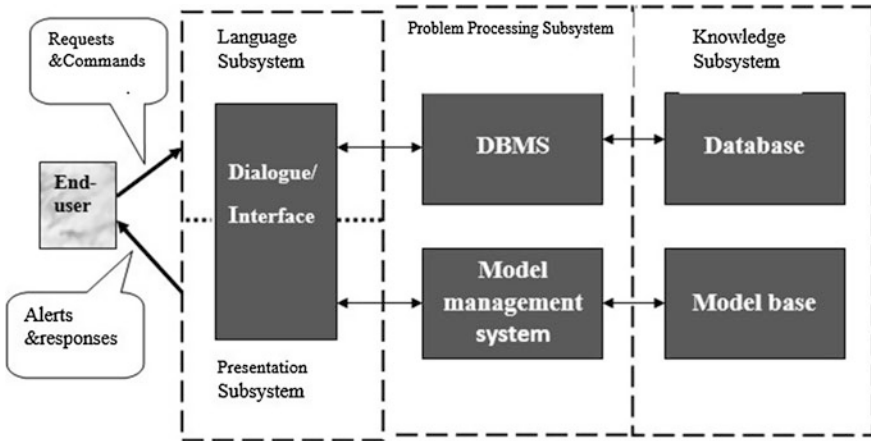 Requests
&Commands
.
Language
Subsystem
Problem Processing Subsystem
Knowledge
Subsystem
End-
user
Dialogue/
Interface
DBMS
Database
Alerts
&responses
Model
management
system
Model base
Presentation
Subsystem